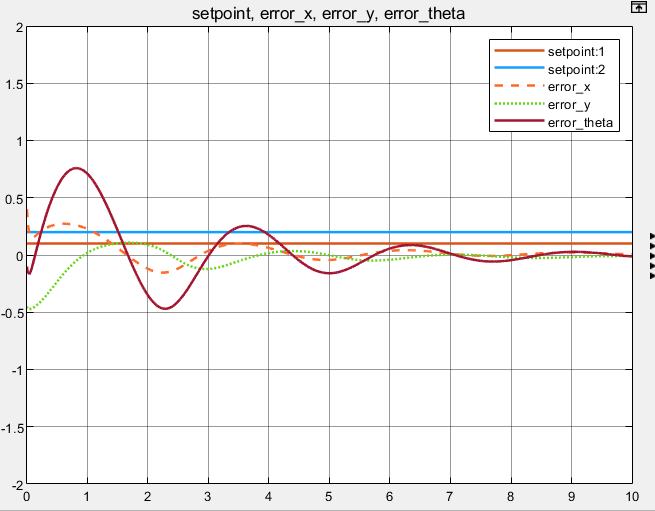 setpoint, error_x, error_y, error_theta
setpoint:1
setpoint:2
error_x
error_y
error_theta
2
1.5
1
0.5
0
-0.5
-1
-1.5
-2
0 1 2 3 4 5 6 7 8 9 10